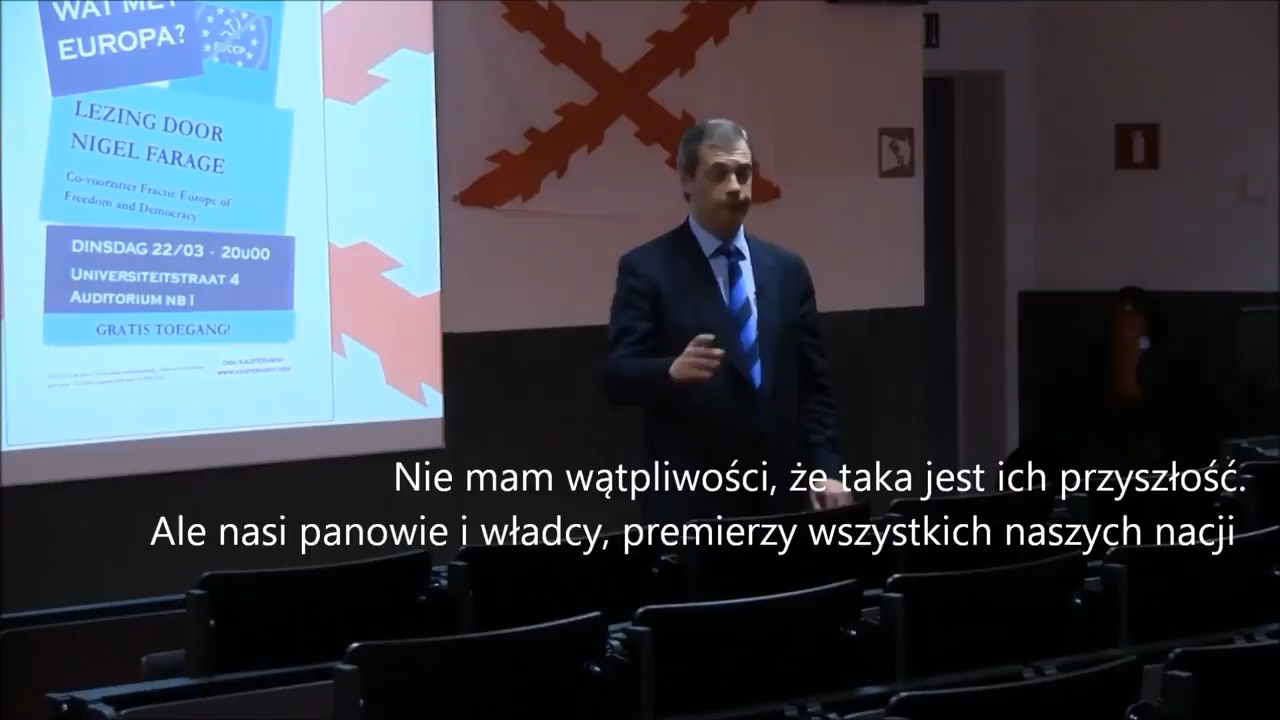 WAT MET
EUROPA?
EUCCP
LEZING DOOR
NIGEL FARAGE
Co-voorzitter Fractie Europe of
Freedom and Democracy
DINSDAG 22/03 - 20u00
UNIVERSITEITSTRAAT 4
AUDITORIUM NB I
GRATIS TOEGANG!
Nie mam wątpliwości, że taka jest ich przyszłość.
Ale nasi panowie i władcy, premierzy wszystkich naszych nacji